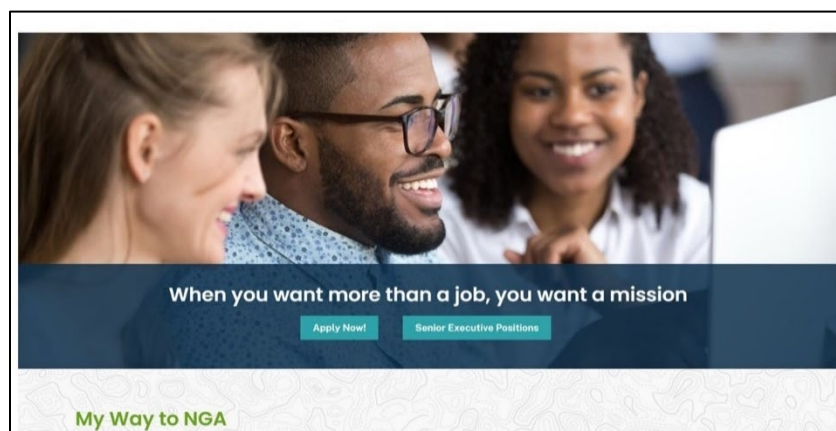 When you want more than a job, you want a mission
Apply Now!
Senior Executive Positions
My Way to NGA